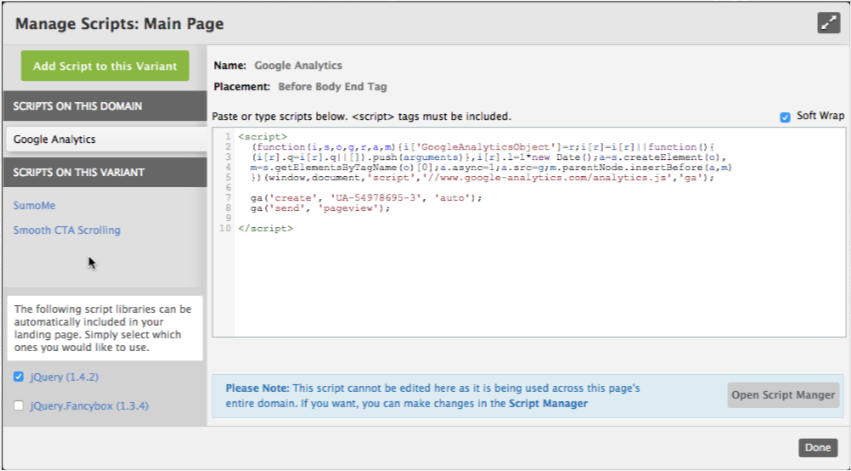 Manage Scripts: Main Page
Add Script to this Variant
SCRIPTS ON THIS DOMAIN
Google Analytics
SCRIPTS ON THIS VARIANT
SumoMe
Smooth CTA Scrolling
The following script libraries can be
automatically included in your
landing page. Simply select which
ones you would like to use.
jQuery (1.4.2)
jQuery.Fancybox (1.3.4)
Name: Google Analytics
Placement: Before Body End Tag
Paste or type scripts below. <script> tags must be included.
Soft Wrap
1 <script>
2 (function(i,s,o,g,r,a,m){i['GoogleAnalyticsObject']=r;i[r]=i[r]||function(){
3 (i[r].q=i[r].q||[]).push(arguments)},i[r].l=1*new Date();a=s.createElement(o),
4 m=s.getElementsByTagName(o)[0];a.async=1;a.src=g;m.parentNode.insertBefore(a,m)
5 })(window,document,'script','//www.google-analytics.com/analytics.js','ga');
6
7 ga('create', 'UA-54978695-3', 'auto');
8 ga('send', 'pageview');
9
10 </script>
Please Note: This script cannot be edited here as it is being used across this page's
entire domain. If you want, you can make changes in the Script Manager
Open Script Manger
Done